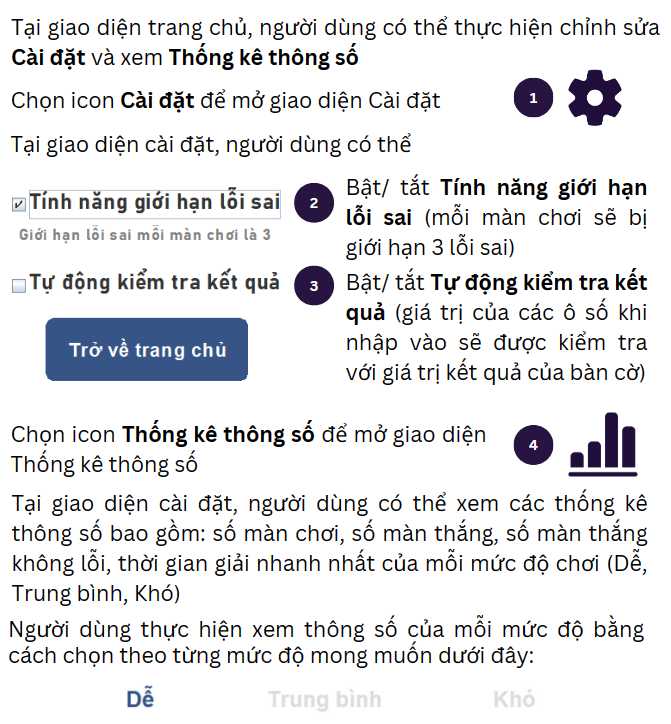 Tại giao diện trang chủ, người dùng có thể thực hiện chỉnh sửa
Cài đặt và xem Thống kê thông số
Chọn icon Cài đặt để mở giao diện Cài đặt
1
Tại giao diện cài đặt, người dùng có thể
Tính năng giới hạn lỗi sai
Giới hạn lỗi sai mỗi màn chơi là 3
2
Bật/ tắt Tính năng giới hạn
lỗi sai (mỗi màn chơi sẽ bị
giới hạn 3 lỗi sai)
Tự động kiểm tra kết quả
3
Bật/ tắt Tự động kiểm tra kết
quả (giá trị của các ô số khi
nhập vào sẽ được kiểm tra
với giá trị kết quả của bàn cờ)
Trở về trang chủ
Chọn icon Thống kê thông số để mở giao diện
Thống kê thông số
4
Tại giao diện cài đặt, người dùng có thể xem các thống kê
thông số bao gồm: số màn chơi, số màn thắng, số màn thắng
không lỗi, thời gian giải nhanh nhất của mỗi mức độ chơi (Dễ,
Trung bình, Khó)
Người dùng thực hiện xem thông số của mỗi mức độ bằng
cách chọn theo từng mức độ mong muốn dưới đây:
Dễ Trung bình Khó